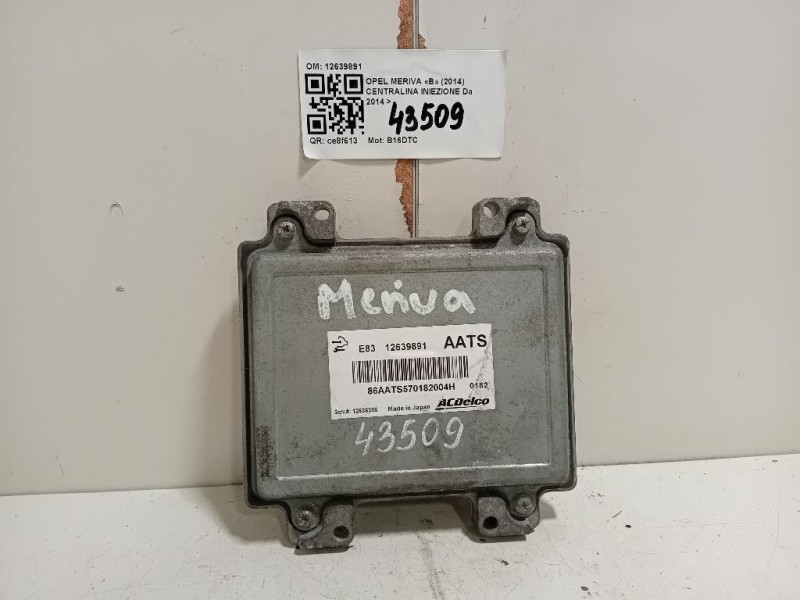 OM: 12639891
OPEL MERIVA «B» (2014)
CENTRALINA INIEZIONE Da
2014 >
43509
QR: ce8f613 Mot: B16DTC
Meriva
E83 12639891 AATS
86AATS570182004H 0182
Serv.#: Made in Japan ACDelco
43509